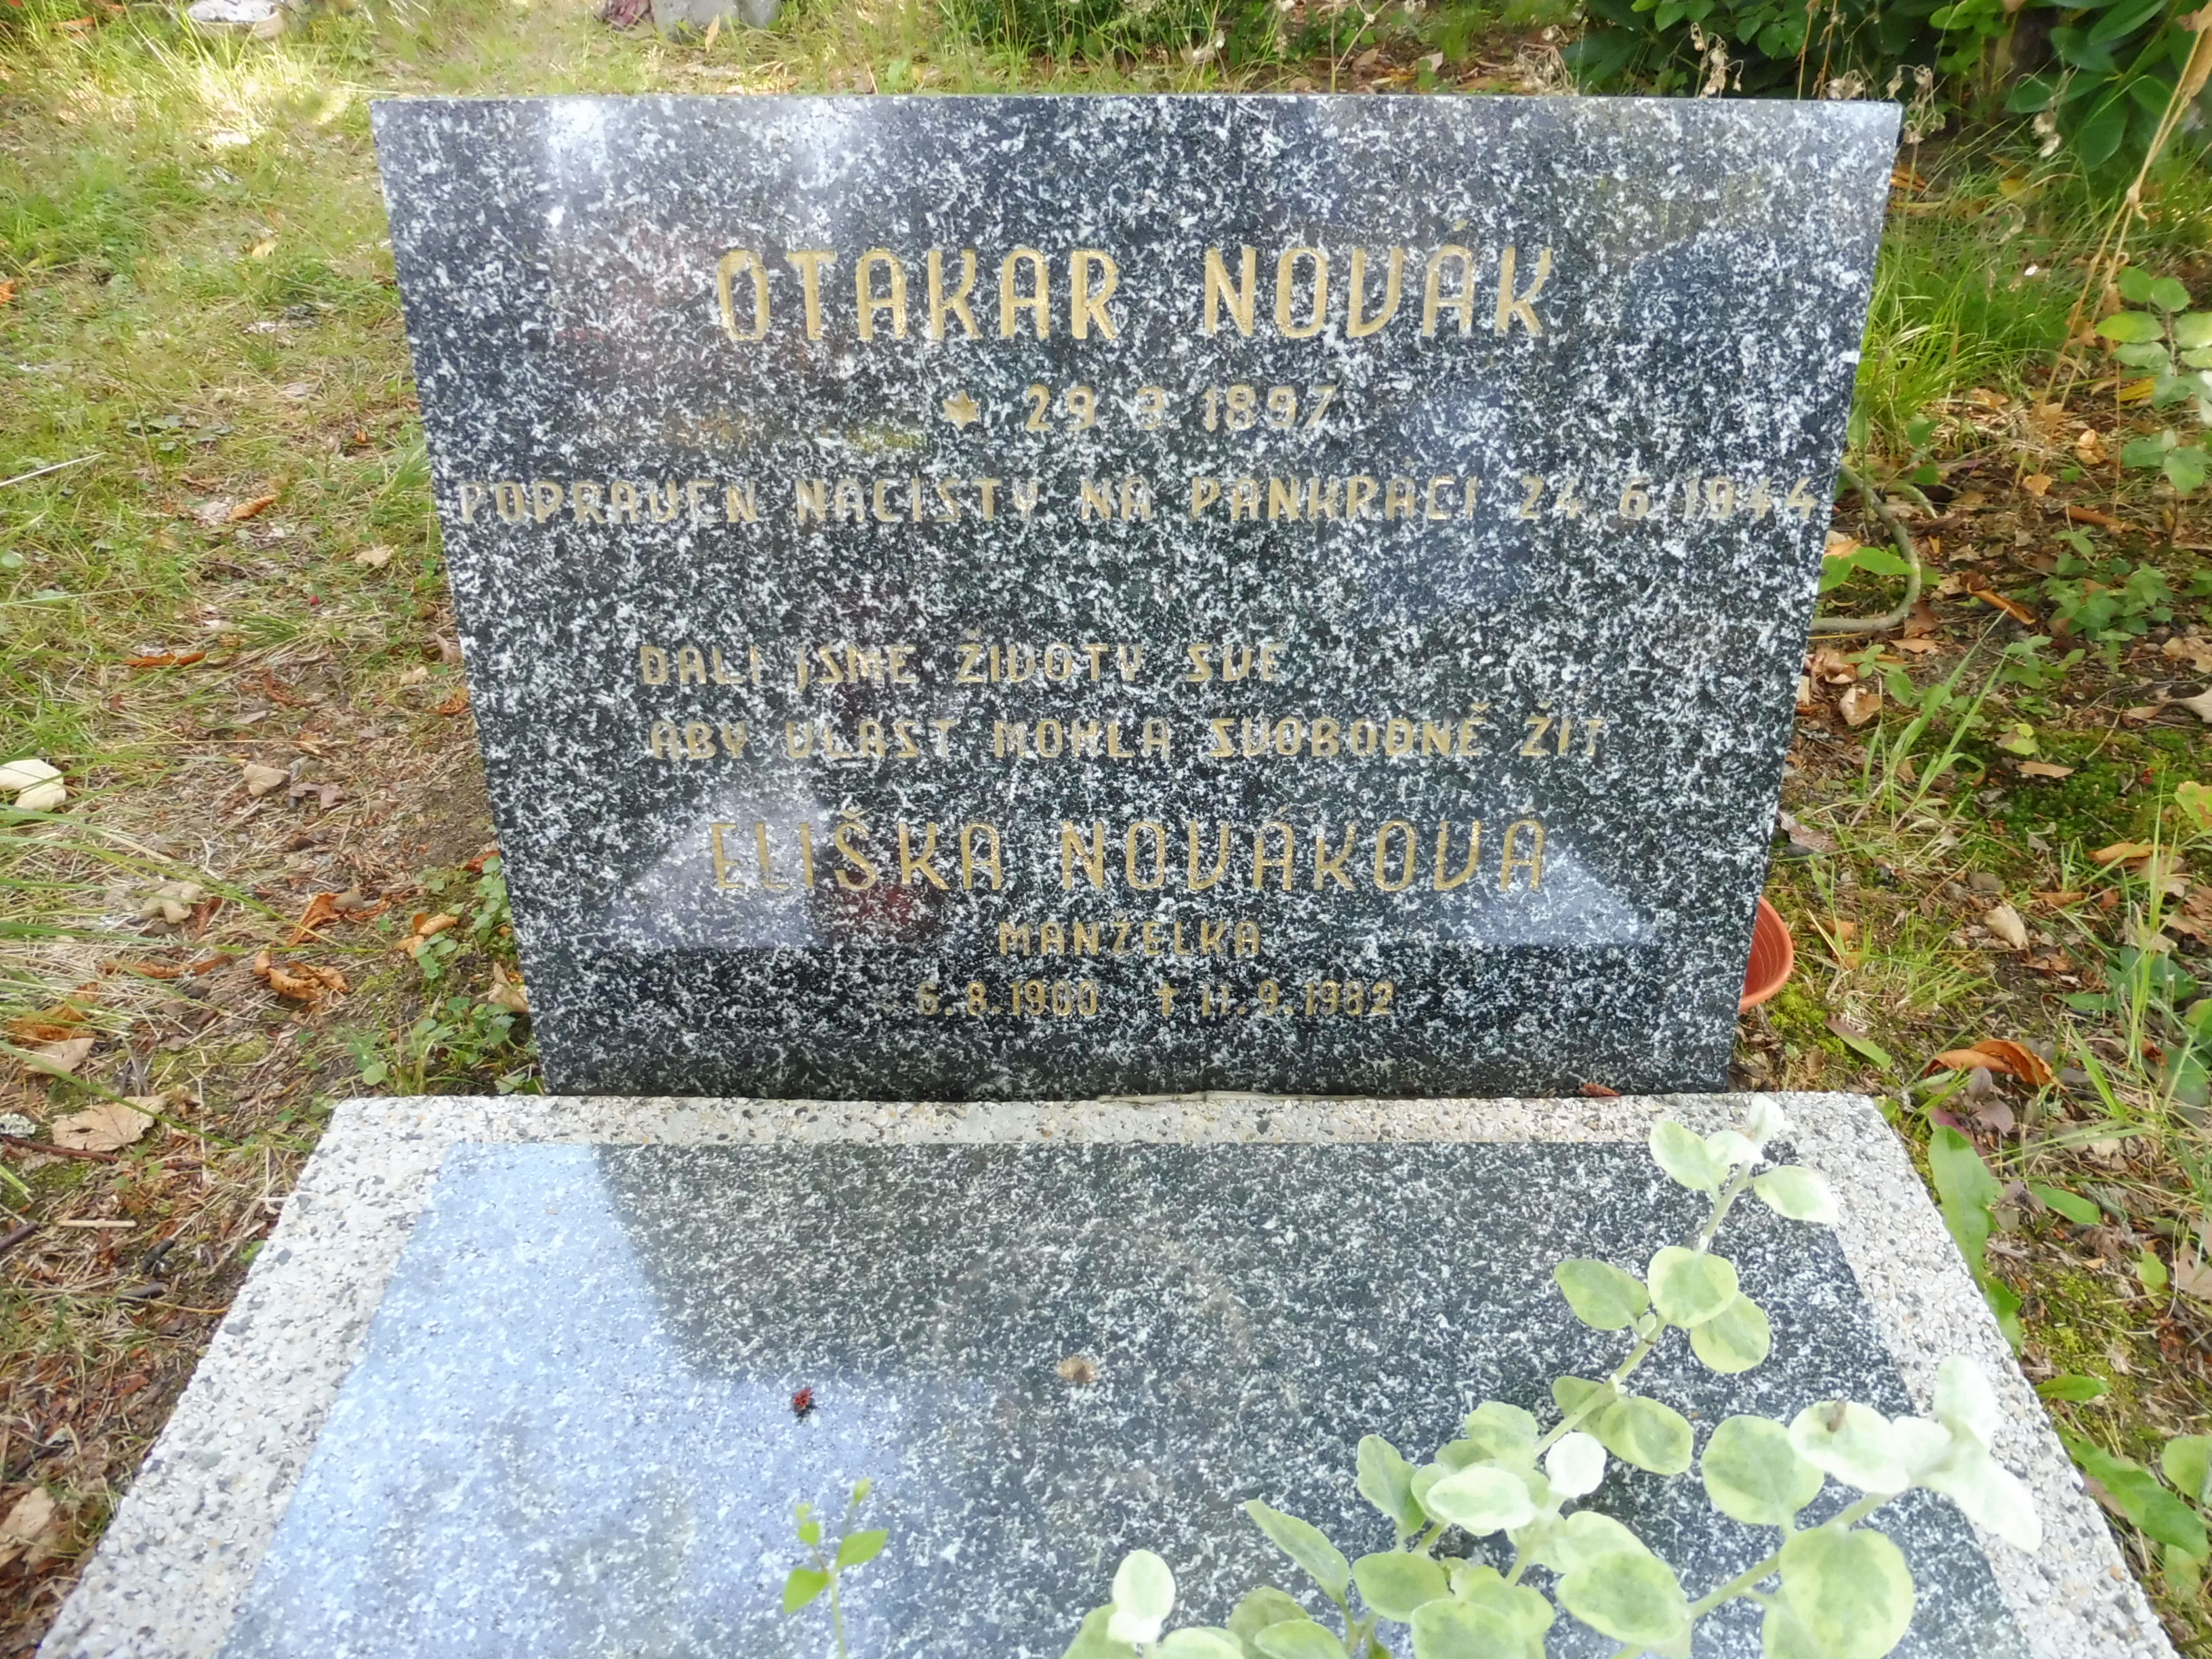 OTAKAR NOVÁK
* 29 3 1897
POPRAVEN NACISTY NA PANKRÁCI 24 6 1944
DALI JSME ŽIVOTY SVÉ
ABY VLAST MOHLA SVOBODNĚ ŽÍT
ELIŠKA NOVÁKOVÁ
MANŽELKA
6.8.1900 † 11.9.1982